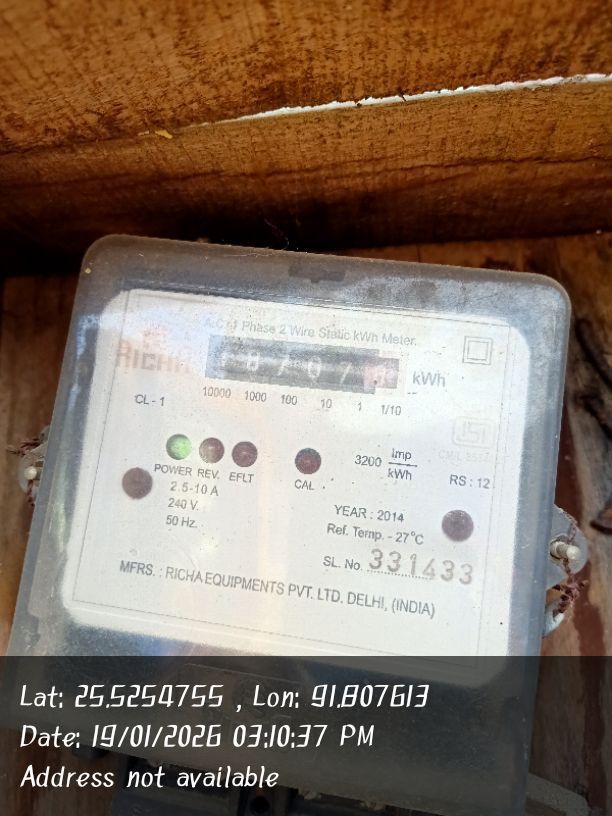 A.C. 1 Phase 2 Wire Static kWh Meter.
RICHA
kWh
10000 1000 100 10 1 1/10
CL - 1
3200 Imp/kWh
POWER REV. EFLT
CAL
RS : 12
2.5-10 A
240 V.
50 Hz.
YEAR : 2014
Ref. Temp. - 27°C
SL. No. 331433
MFRS. : RICHA EQUIPMENTS PVT. LTD. DELHI, (INDIA)
Lat: 25.5254755 , Lon: 91.807613
Date: 19/01/2026 03:10:37 PM
Address not available